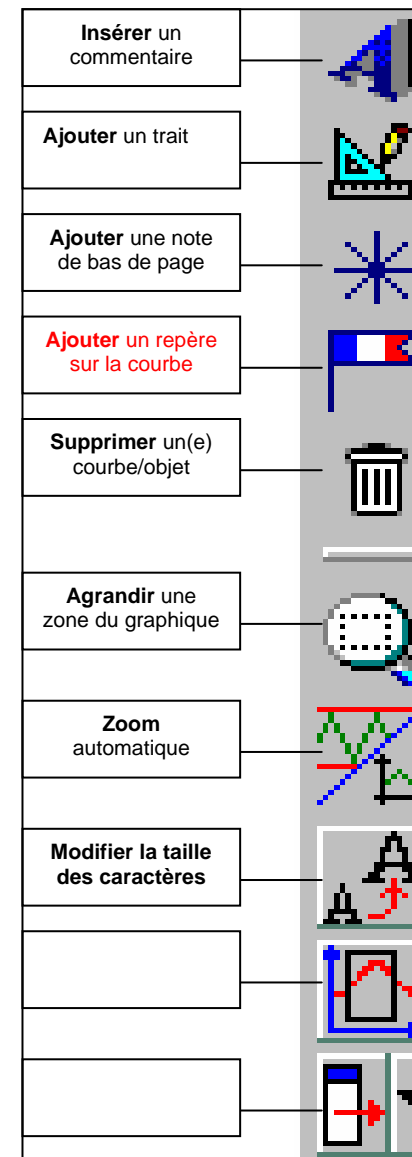 Insérer un
commentaire
Ajouter un trait
Ajouter une note
de bas de page
Ajouter un repère
sur la courbe
Supprimer un(e)
courbe/objet
Agrandir une
zone du graphique
Zoom
automatique
Modifier la taille
des caractères